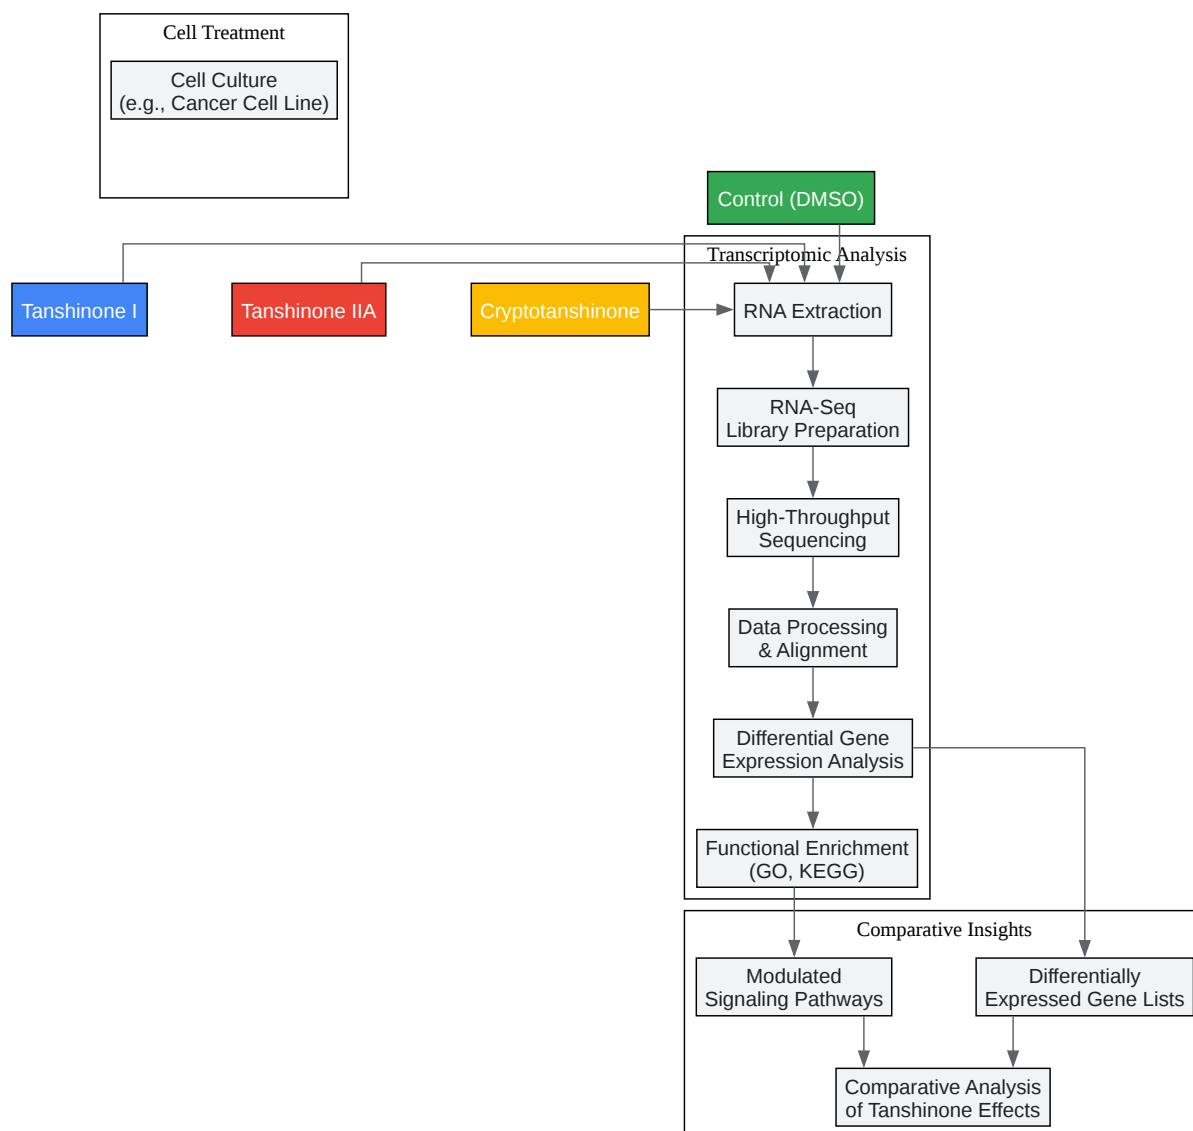 Cell Treatment
Cell Culture
(e.g., Cancer Cell Line)
Control (DMSO)
Transcriptomic Analysis
Tanshinone I
Tanshinone IIA
Cryptotanshinone
RNA Extraction
RNA-Seq
Library Preparation
High-Throughput
Sequencing
Data Processing
& Alignment
Differential Gene
Expression Analysis
Functional Enrichment
(GO, KEGG)
Comparative Insights
Modulated
Signaling Pathways
Differentially
Expressed Gene Lists
Comparative Analysis
of Tanshinone Effects